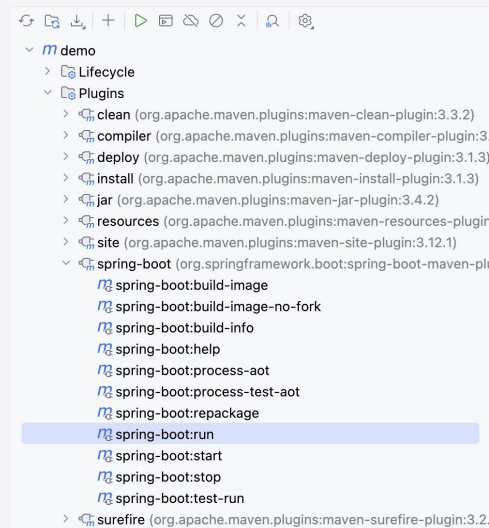 demo
Lifecycle
Plugins
clean (org.apache.maven.plugins:maven-clean-plugin:3.3.2)
compiler (org.apache.maven.plugins:maven-compiler-plugin:3.
deploy (org.apache.maven.plugins:maven-deploy-plugin:3.1.3)
install (org.apache.maven.plugins:maven-install-plugin:3.1.3)
jar (org.apache.maven.plugins:maven-jar-plugin:3.4.2)
resources (org.apache.maven.plugins:maven-resources-plugin
site (org.apache.maven.plugins:maven-site-plugin:3.12.1)
spring-boot (org.springframework.boot:spring-boot-maven-plu
spring-boot:build-image
spring-boot:build-image-no-fork
spring-boot:build-info
spring-boot:help
spring-boot:process-aot
spring-boot:process-test-aot
spring-boot:repackage
spring-boot:run
spring-boot:start
spring-boot:stop
spring-boot:test-run
surefire (org.apache.maven.plugins:maven-surefire-plugin:3.2.